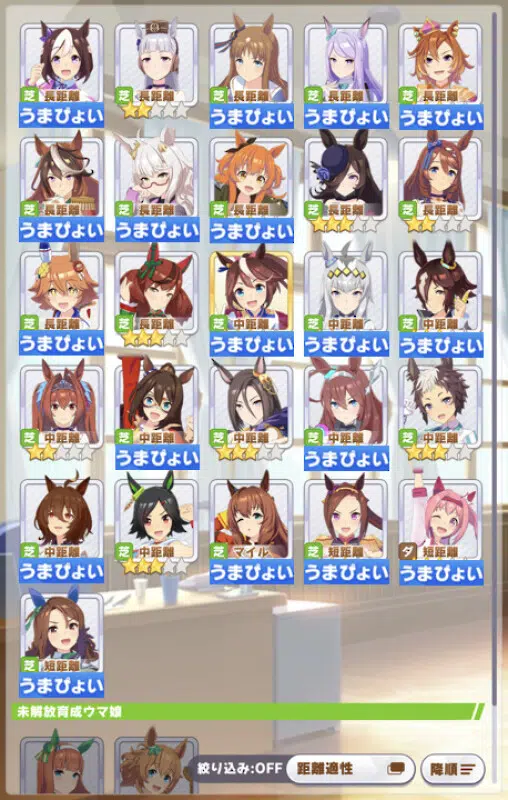 芝 長距離 芝 長距離 芝 長距離 芝 長距離 芝 長距離
うまぴょい うまぴょい うまぴょい うまぴょい
芝 長距離 芝 長距離 芝 長距離 芝 長距離 芝 長距離
うまぴょい うまぴょい うまぴょい
芝 長距離 芝 長距離 芝 中距離 芝 中距離 芝 中距離
うまぴょい うまぴょい うまぴょい うまぴょい
芝 中距離 芝 中距離 芝 中距離 芝 中距離 芝 中距離
うまぴょい うまぴょい
芝 中距離 芝 中距離 芝 マイル 芝 短距離 ダ 短距離
うまぴょい うまぴょい うまぴょい うまぴょい
芝 短距離
うまぴょい
未解放育成ウマ娘
絞り込み:OFF 距離適性 降順